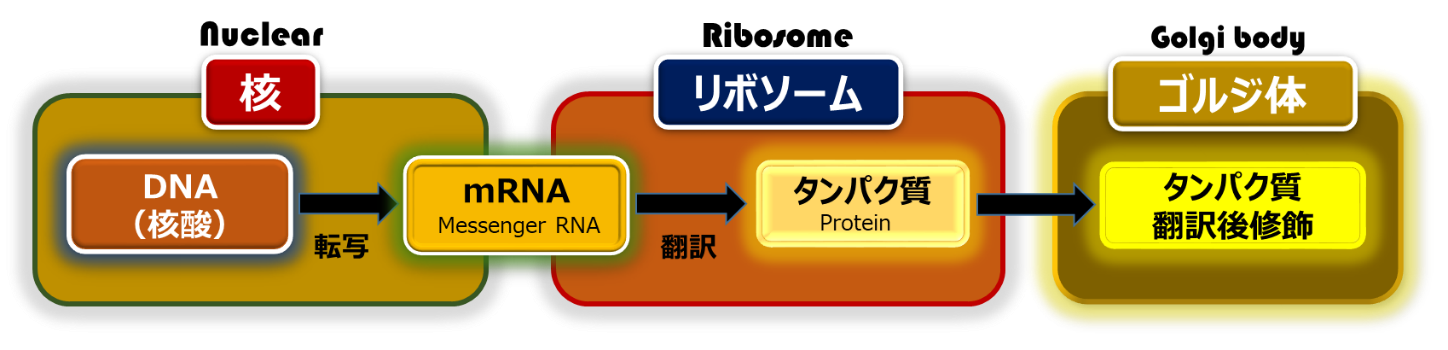 Nuclear
核
DNA
（核酸）
転写
mRNA
Messenger RNA
Ribosome
リボソーム
翻訳
タンパク質
Protein
Golgi body
ゴルジ体
タンパク質
翻訳後修飾